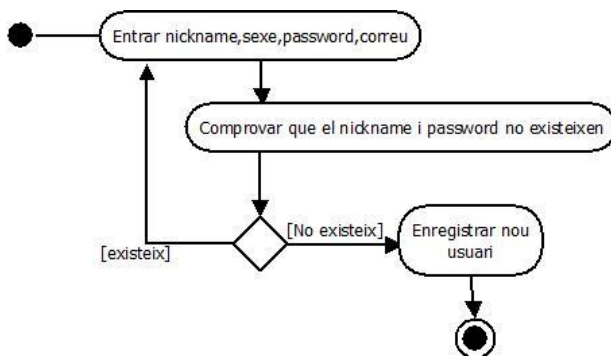 Entrar nickname,sexe,password,correu
Comprovar que el nickname i password no existeixen
[No existeix]
[existeix]
Enregistrar nou
usuari